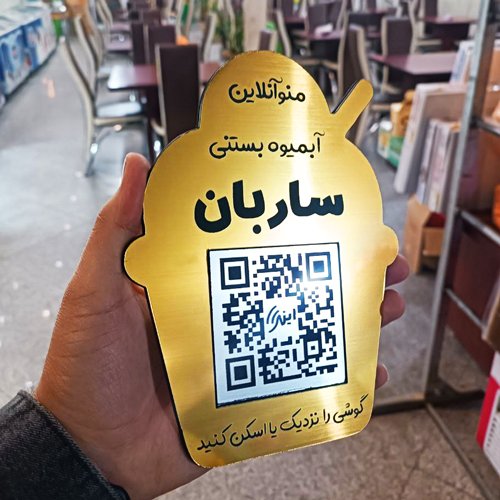 منو آنلاین
آبمیوه بستنی
ساربان
گوشی را نزدیک یا اسکن کنید